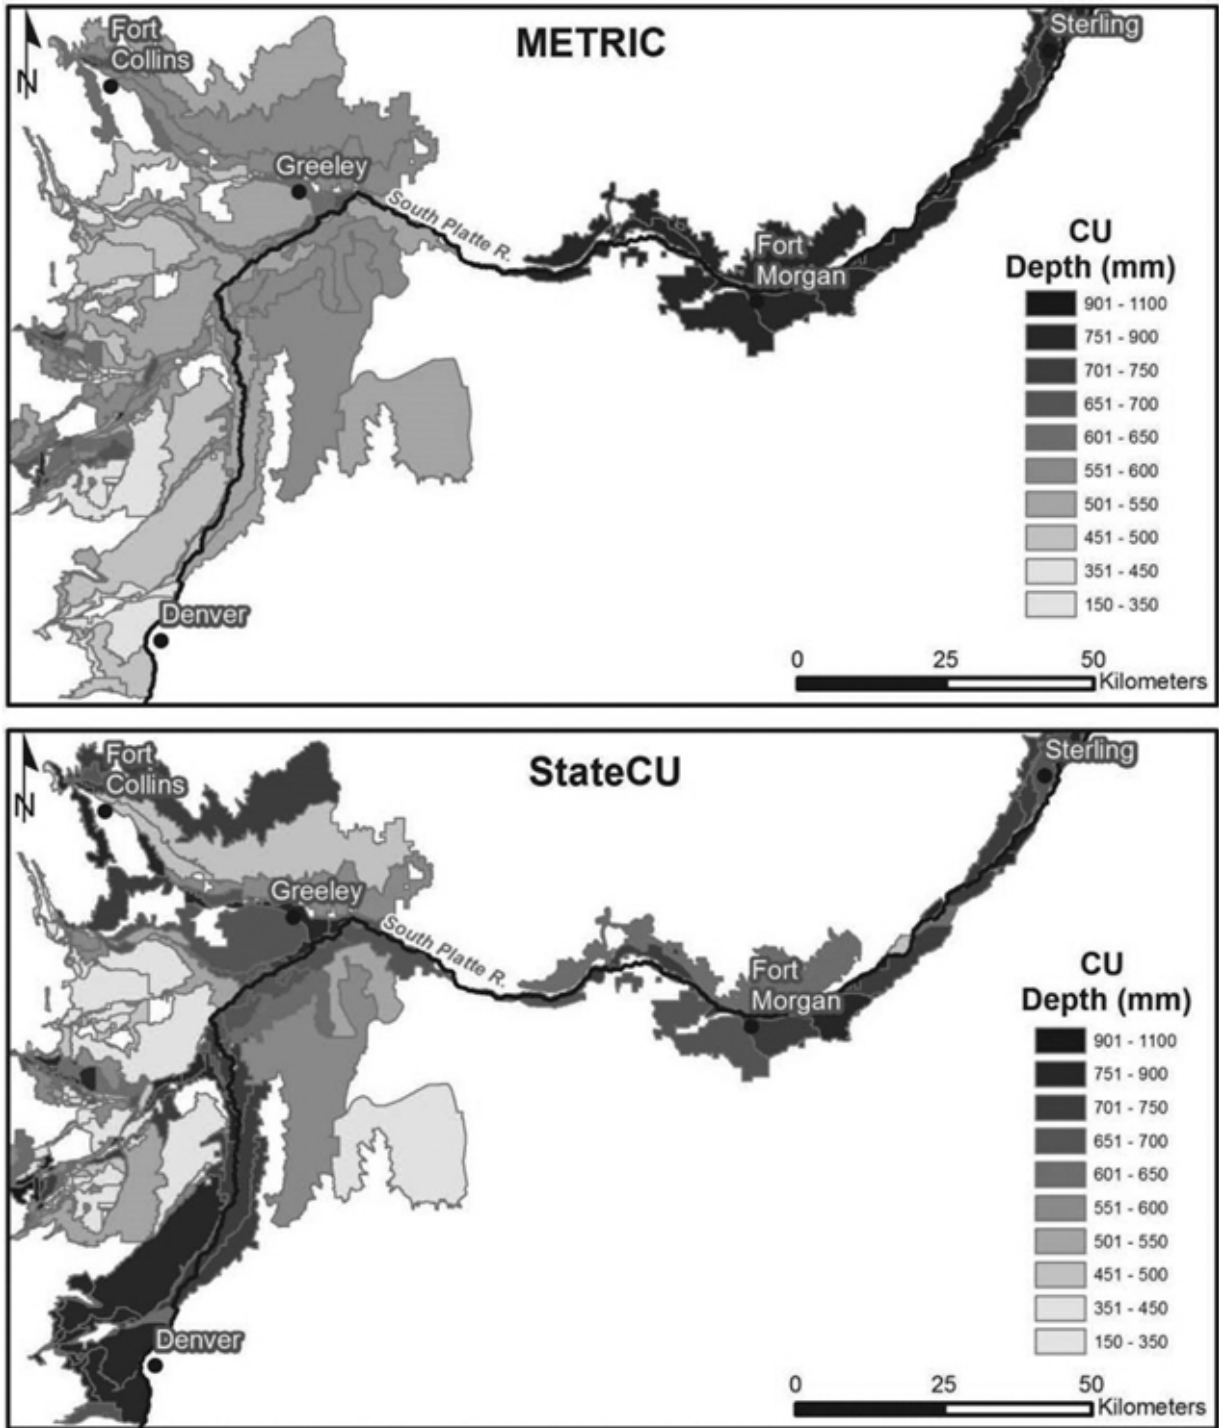 METRIC
N
Fort
Collins
Greeley
South Platte R.
Fort
Morgan
Sterling
Denver
CU
Depth (mm)
901 - 1100
751 - 900
701 - 750
651 - 700
601 - 650
551 - 600
501 - 550
451 - 500
351 - 450
150 - 350
0 25 50
Kilometers
StateCU
N
Fort
Collins
Greeley
South Platte R.
Fort
Morgan
Sterling
Denver
CU
Depth (mm)
901 - 1100
751 - 900
701 - 750
651 - 700
601 - 650
551 - 600
501 - 550
451 - 500
351 - 450
150 - 350
0 25 50
Kilometers